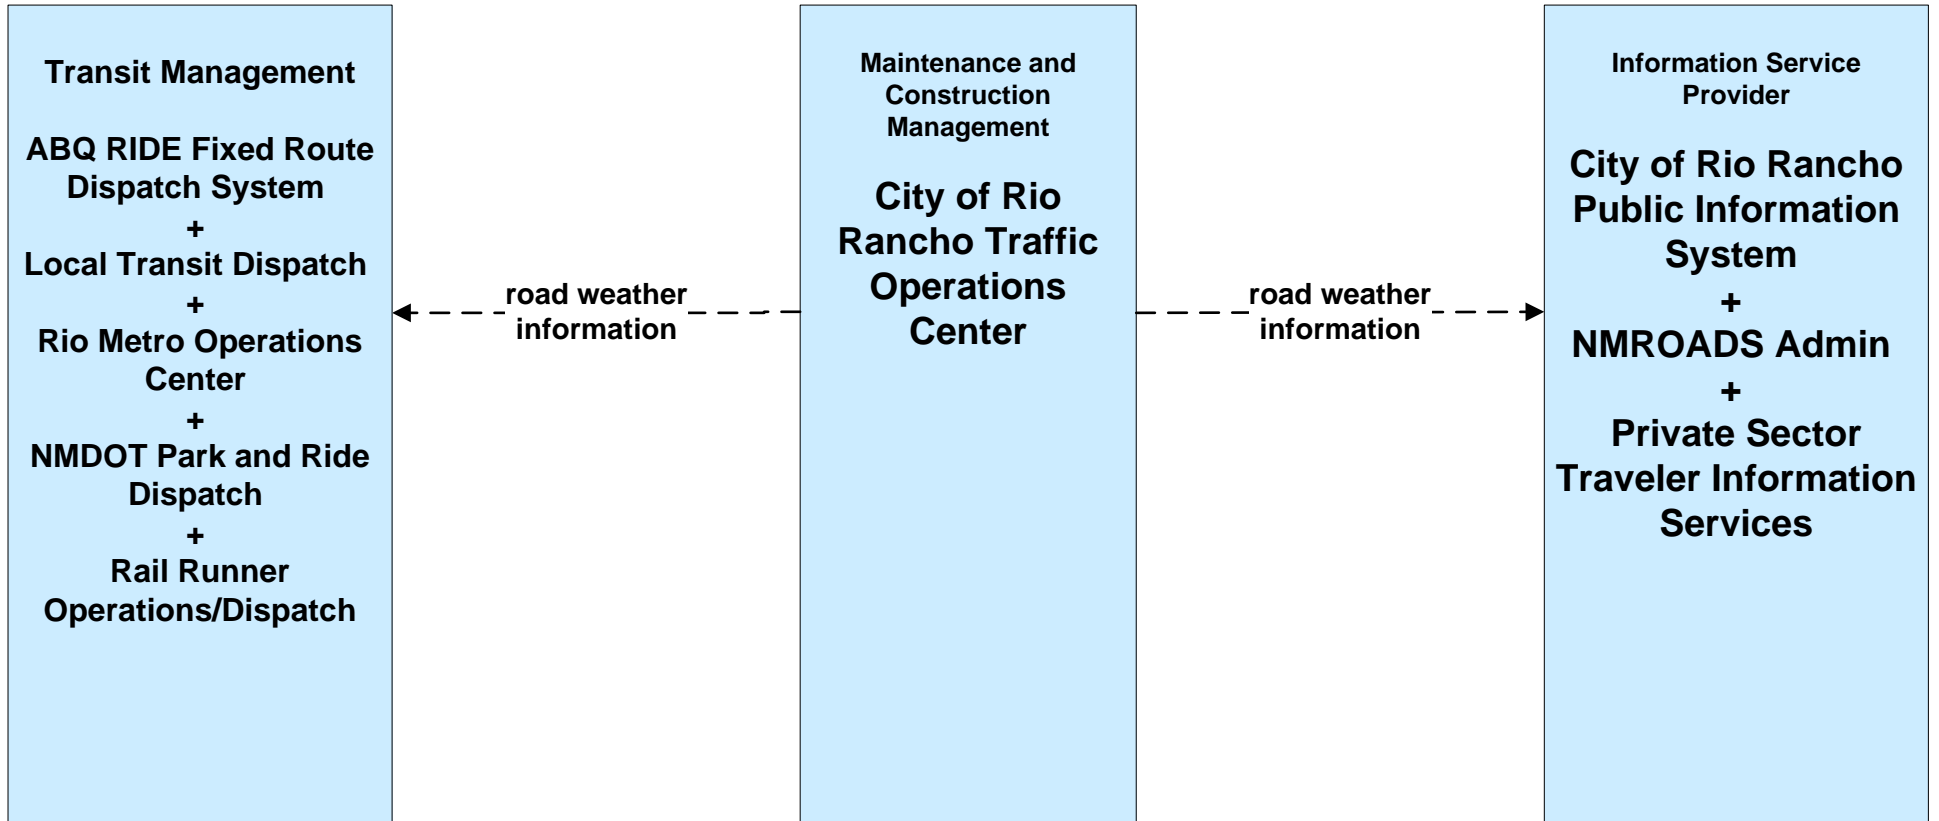 Transit Management
ABQ RIDE Fixed Route
Dispatch System
+
Local Transit Dispatch
+
Rio Metro Operations
Center
+
NMDOT Park and Ride
Dispatch
+
Rail Runner
Operations/Dispatch
road weather
information
Maintenance and
Construction
Management
City of Rio
Rancho Traffic
Operations
Center
road weather
information
Information Service
Provider
City of Rio Rancho
Public Information
System
+
NMROADS Admin
+
Private Sector
Traveler Information
Services